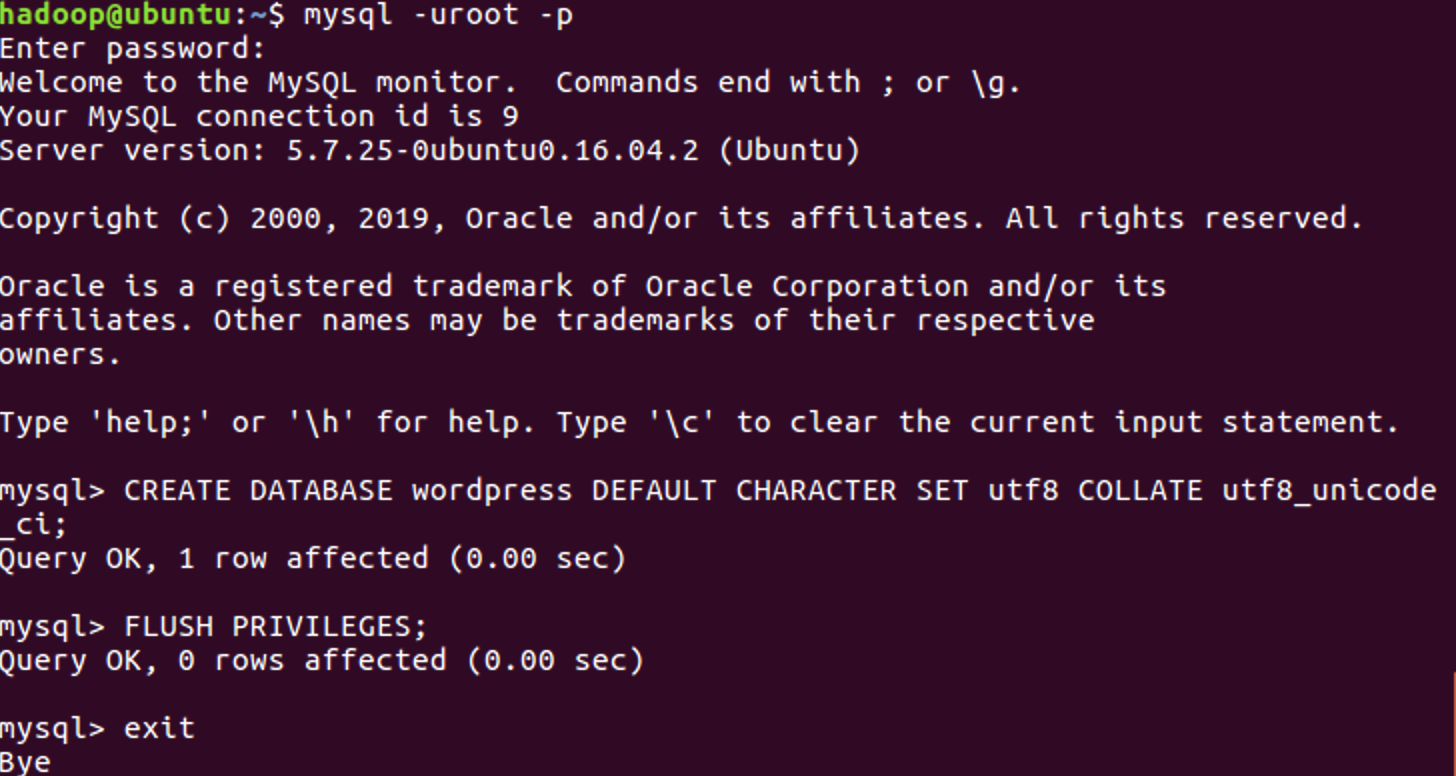 hadoop@ubuntu:~$ mysql -uroot -p
Enter password:
Welcome to the MySQL monitor.  Commands end with ; or \g.
Your MySQL connection id is 9
Server version: 5.7.25-0ubuntu0.16.04.2 (Ubuntu)

Copyright (c) 2000, 2019, Oracle and/or its affiliates. All rights reserved.

Oracle is a registered trademark of Oracle Corporation and/or its
affiliates. Other names may be trademarks of their respective
owners.

Type 'help;' or '\h' for help. Type '\c' to clear the current input statement.

mysql> CREATE DATABASE wordpress DEFAULT CHARACTER SET utf8 COLLATE utf8_unicode
_ci;
Query OK, 1 row affected (0.00 sec)

mysql> FLUSH PRIVILEGES;
Query OK, 0 rows affected (0.00 sec)

mysql> exit
Bye